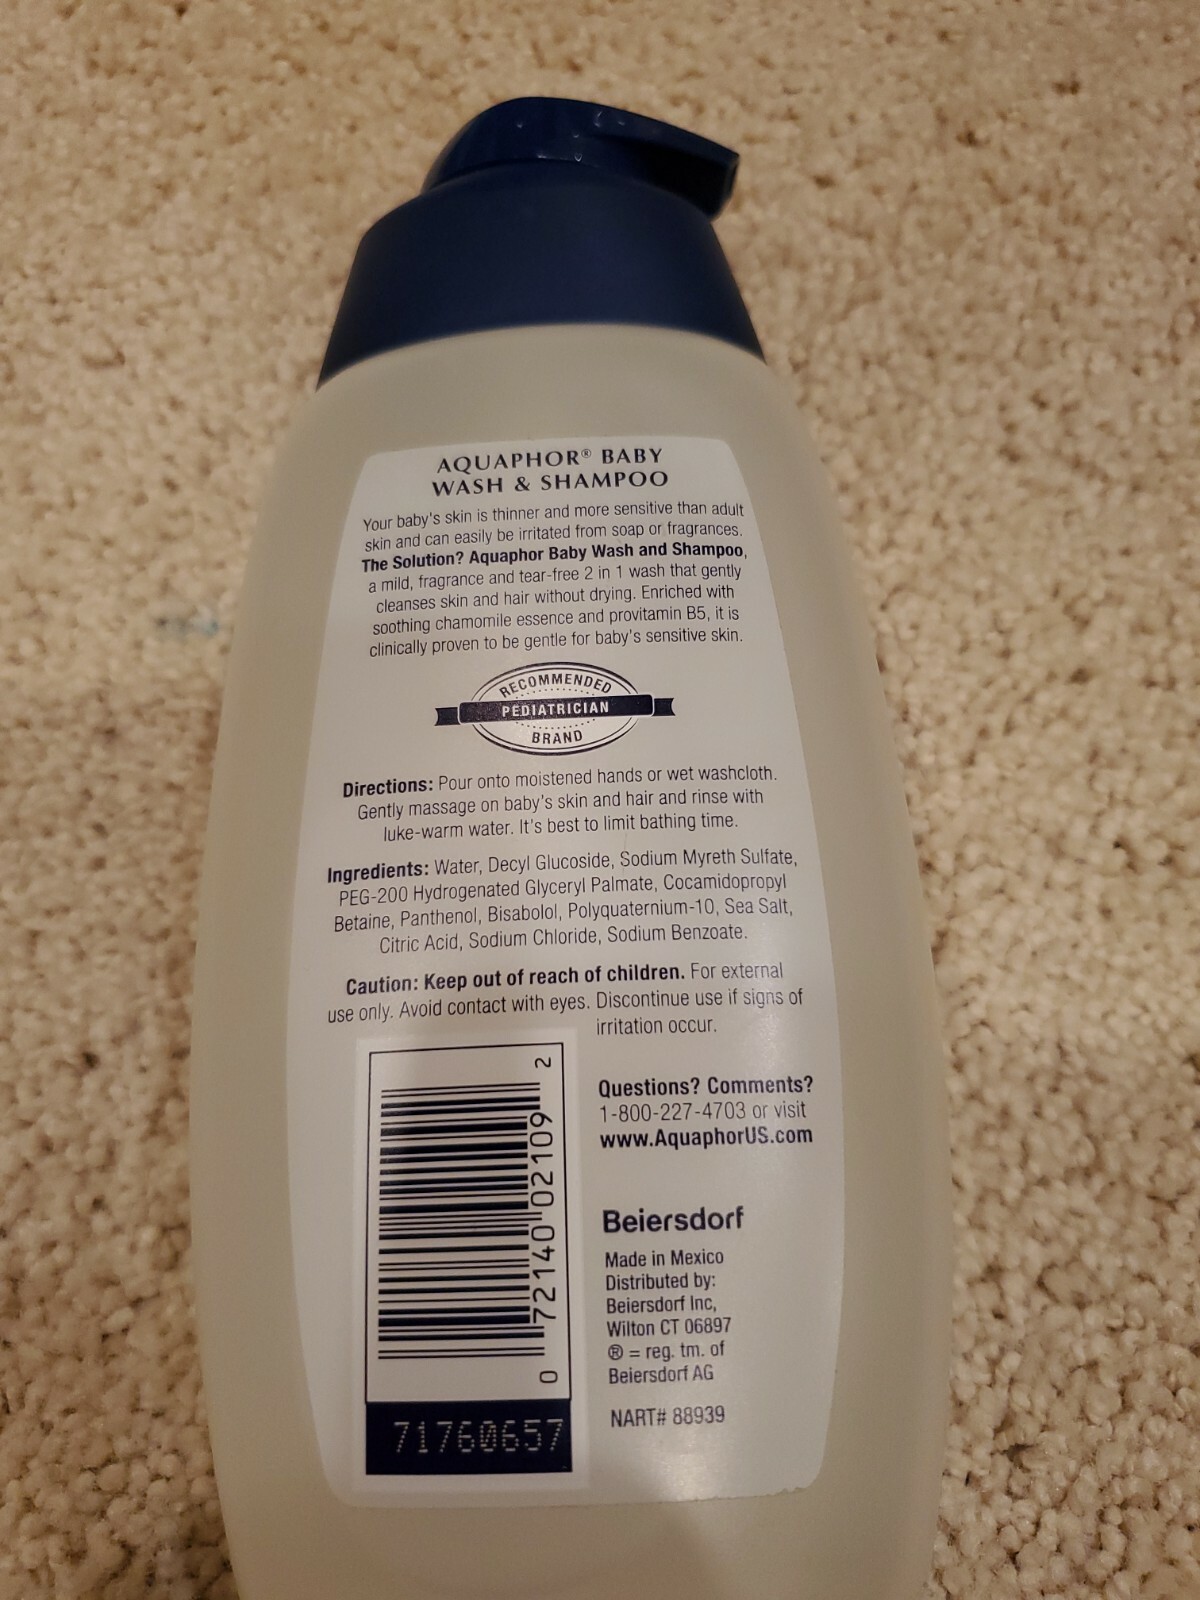 AQUAPHOR® BABY
WASH & SHAMPOO
Your baby's skin is thinner and more sensitive than adult
skin and can easily be irritated from soap or fragrances.
The Solution? Aquaphor Baby Wash and Shampoo,
a mild, fragrance and tear-free 2 in 1 wash that gently
cleanses skin and hair without drying. Enriched with
soothing chamomile essence and provitamin B5, it is
clinically proven to be gentle for baby's sensitive skin.
RECOMMENDED
PEDIATRICIAN
BRAND
Directions: Pour onto moistened hands or wet washcloth.
Gently massage on baby's skin and hair and rinse with
luke-warm water. It's best to limit bathing time.
Ingredients: Water, Decyl Glucoside, Sodium Myreth Sulfate,
PEG-200 Hydrogenated Glyceryl Palmate, Cocamidopropyl
Betaine, Panthenol, Bisabolol, Polyquaternium-10, Sea Salt,
Citric Acid, Sodium Chloride, Sodium Benzoate.
Caution: Keep out of reach of children. For external
use only. Avoid contact with eyes. Discontinue use if signs of
irritation occur.
0 72140 02109 2
71760657
Questions? Comments?
1-800-227-4703 or visit
www.AquaphorUS.com
Beiersdorf
Made in Mexico
Distributed by:
Beiersdorf Inc,
Wilton CT 06897
® = reg. tm. of
Beiersdorf AG
NART# 88939